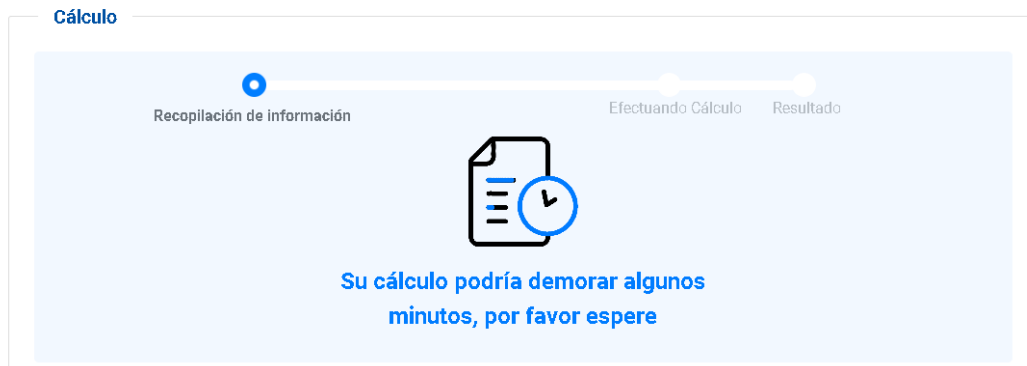 Cálculo
Recopilación de información
Efectuando Cálculo
Resultado
Su cálculo podría demorar algunos
minutos, por favor espere